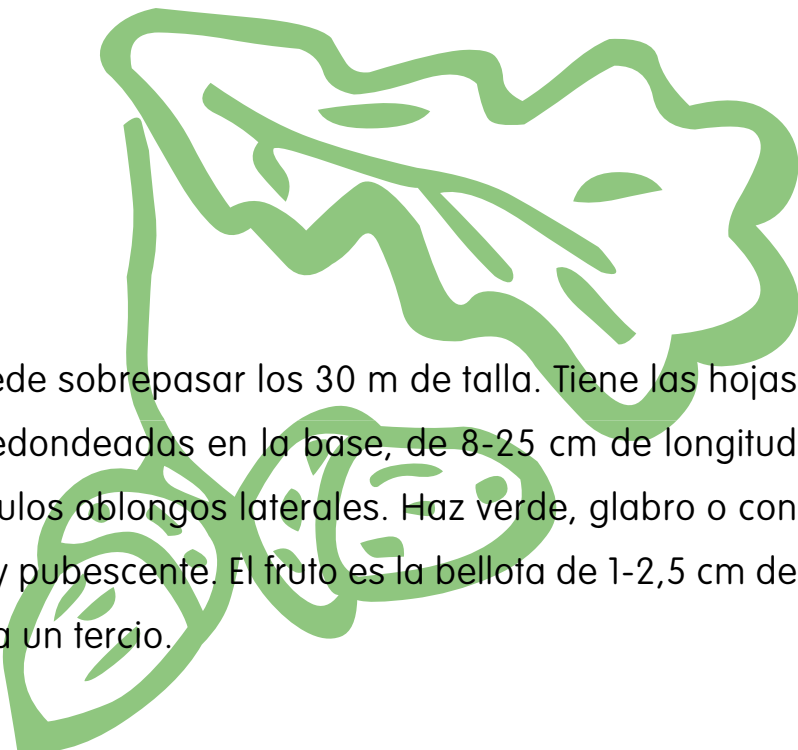 ede sobrepasar los 30 m de talla. Tiene las hojas
edondeadas en la base, de 8-25 cm de longitud
ulos oblongos laterales. Haz verde, glabro o con
y pubescente. El fruto es la bellota de 1-2,5 cm de
a un tercio.